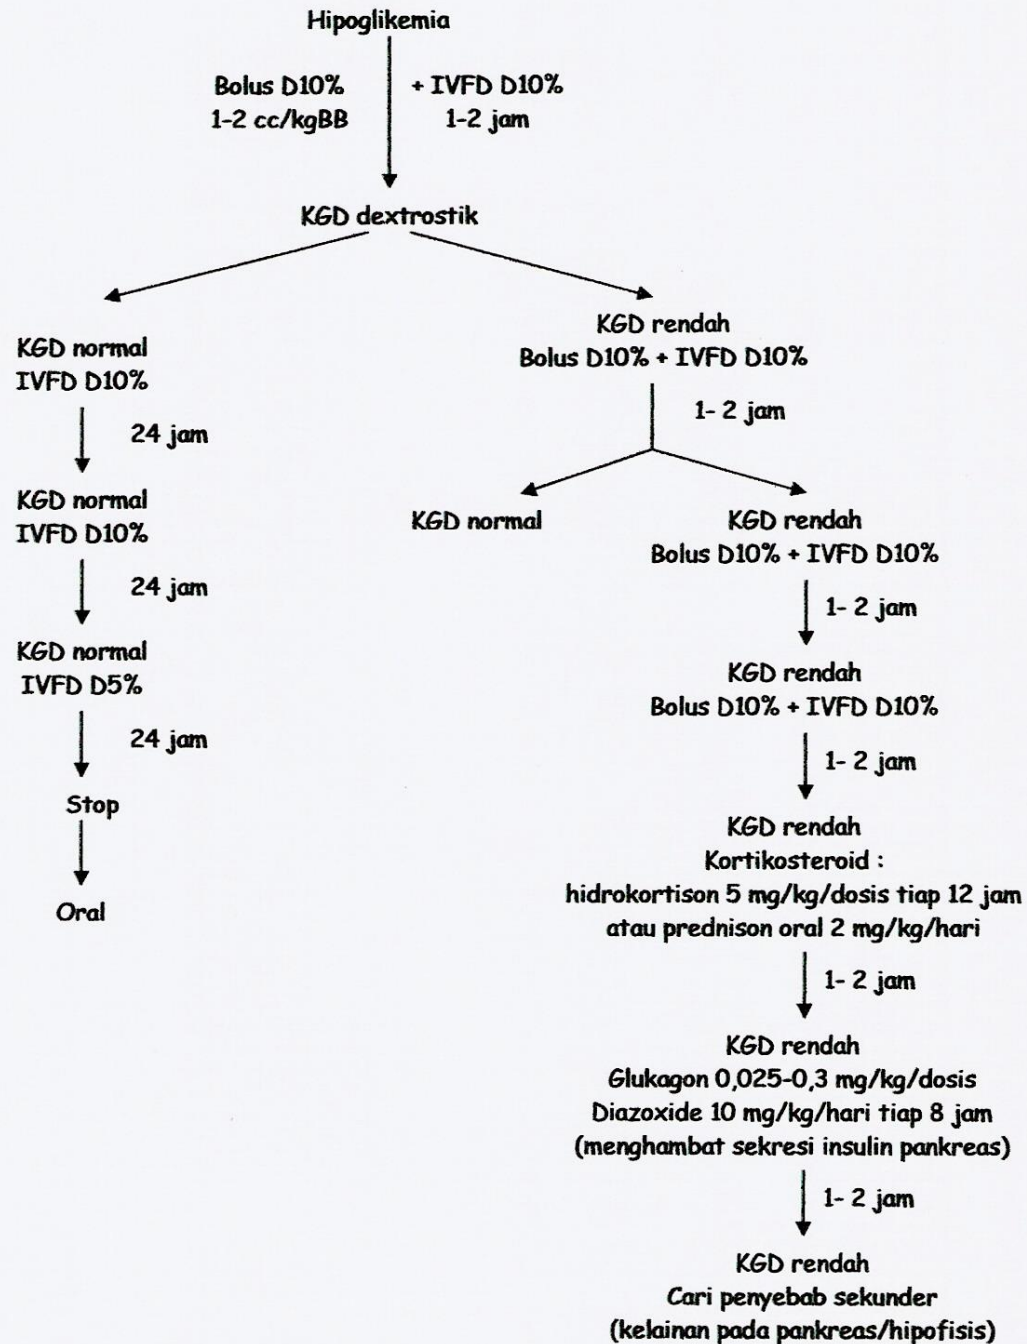 Hipoglikemia
Bolus D10%
1-2 cc/kgBB
+ IVFD D10%
1-2 jam
KGD dextrostik
KGD normal
IVFD D10%
24 jam
KGD normal
IVFD D10%
24 jam
KGD normal
IVFD D5%
24 jam
Stop
Oral
KGD rendah
Bolus D10% + IVFD D10%
1- 2 jam
KGD normal
KGD rendah
Bolus D10% + IVFD D10%
1- 2 jam
KGD rendah
Bolus D10% + IVFD D10%
1- 2 jam
KGD rendah
Kortikosteroid :
hidrokortison 5 mg/kg/dosis tiap 12 jam
atau prednison oral 2 mg/kg/hari
1- 2 jam
KGD rendah
Glukagon 0,025-0,3 mg/kg/dosis
Diazoxide 10 mg/kg/hari tiap 8 jam
(menghambat sekresi insulin pankreas)
1- 2 jam
KGD rendah
Cari penyebab sekunder
(kelainan pada pankreas/hipofisis)